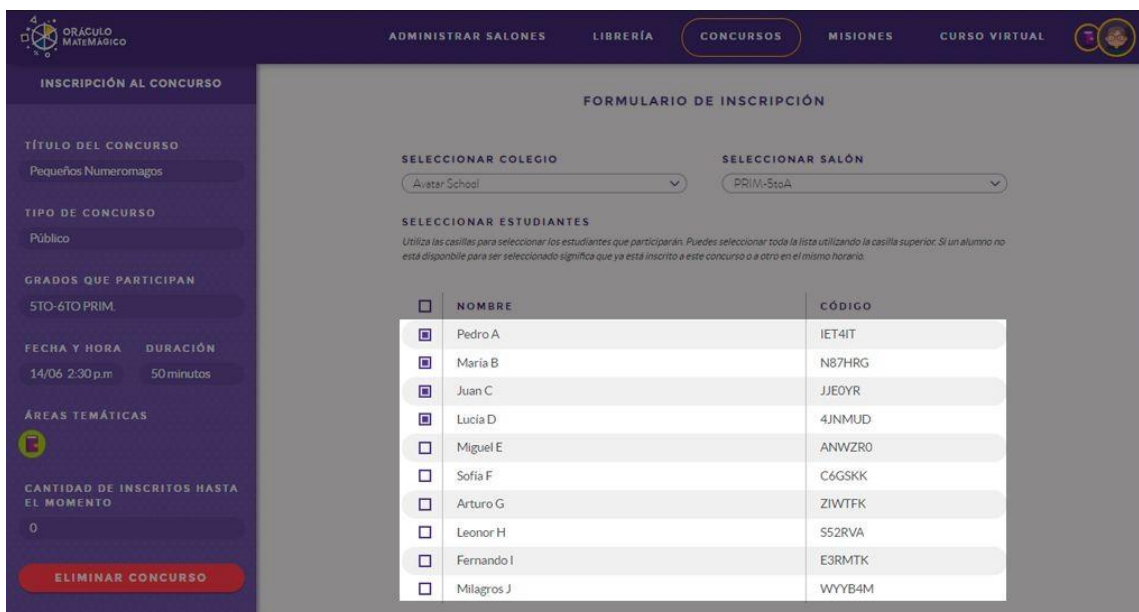 ORÁCULO
MATEMÁGICO
ADMINISTRAR SALONES
LIBRERÍA
CONCURSOS
MISIONES
CURSO VIRTUAL
INSCRIPCIÓN AL CONCURSO
TÍTULO DEL CONCURSO
Pequeños Numeromagos
TIPO DE CONCURSO
Público
GRADOS QUE PARTICIPAN
5TO-6TO PRIM.
FECHA Y HORA DURACIÓN
14/06 2:30 p.m 50 minutos
ÁREAS TEMÁTICAS
CANTIDAD DE INSCRITOS HASTA
EL MOMENTO
0
ELIMINAR CONCURSO
FORMULARIO DE INSCRIPCIÓN
SELECCIONAR COLEGIO SELECCIONAR SALÓN
Avatar School PRIM-5toA
SELECCIONAR ESTUDIANTES
Utiliza las casillas para seleccionar los estudiantes que participarán. Puedes seleccionar toda la lista utilizando la casilla superior. Si un alumno no
está disponbile para ser seleccionado significa que ya está inscrito a este concurso o a otro en el mismo horario.
NOMBRE CÓDIGO
Pedro A IET4IT
María B N87HRG
Juan C JJE0YR
Lucía D 4JNMUD
Miguel E ANWZR0
Sofía F C6GSKK
Arturo G ZIWTFK
Leonor H S52RVA
Fernando I E3RMTK
Milagros J WYYB4M